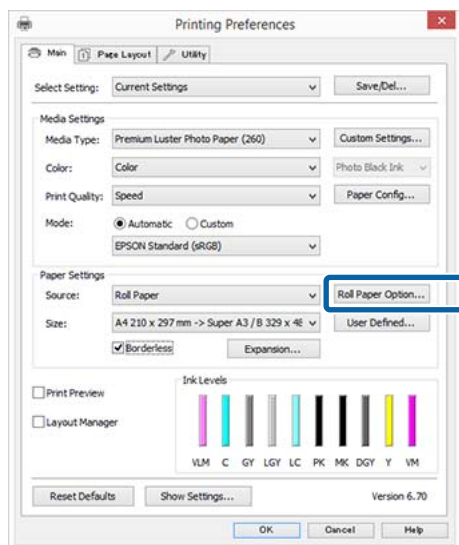 Printing Preferences
Main Page Layout Utility
Select Setting: Current Settings Save/Del...
Media Settings
Media Type: Premium Luster Photo Paper (260) Custom Settings...
Color: Color Photo Black Ink
Print Quality: Speed Paper Config...
Mode: Automatic Custom
EPSON Standard (sRGB)
Paper Settings
Source: Roll Paper Roll Paper Option...
Size: A4 210 x 297 mm -> Super A3 / B 329 x 48 User Defined...
Borderless Expansion...
Print Preview
Layout Manager
Ink Levels
VLM C GY LGY LC PK MK DGY Y VM
Reset Defaults Show Settings... Version 6.70
OK Cancel Help